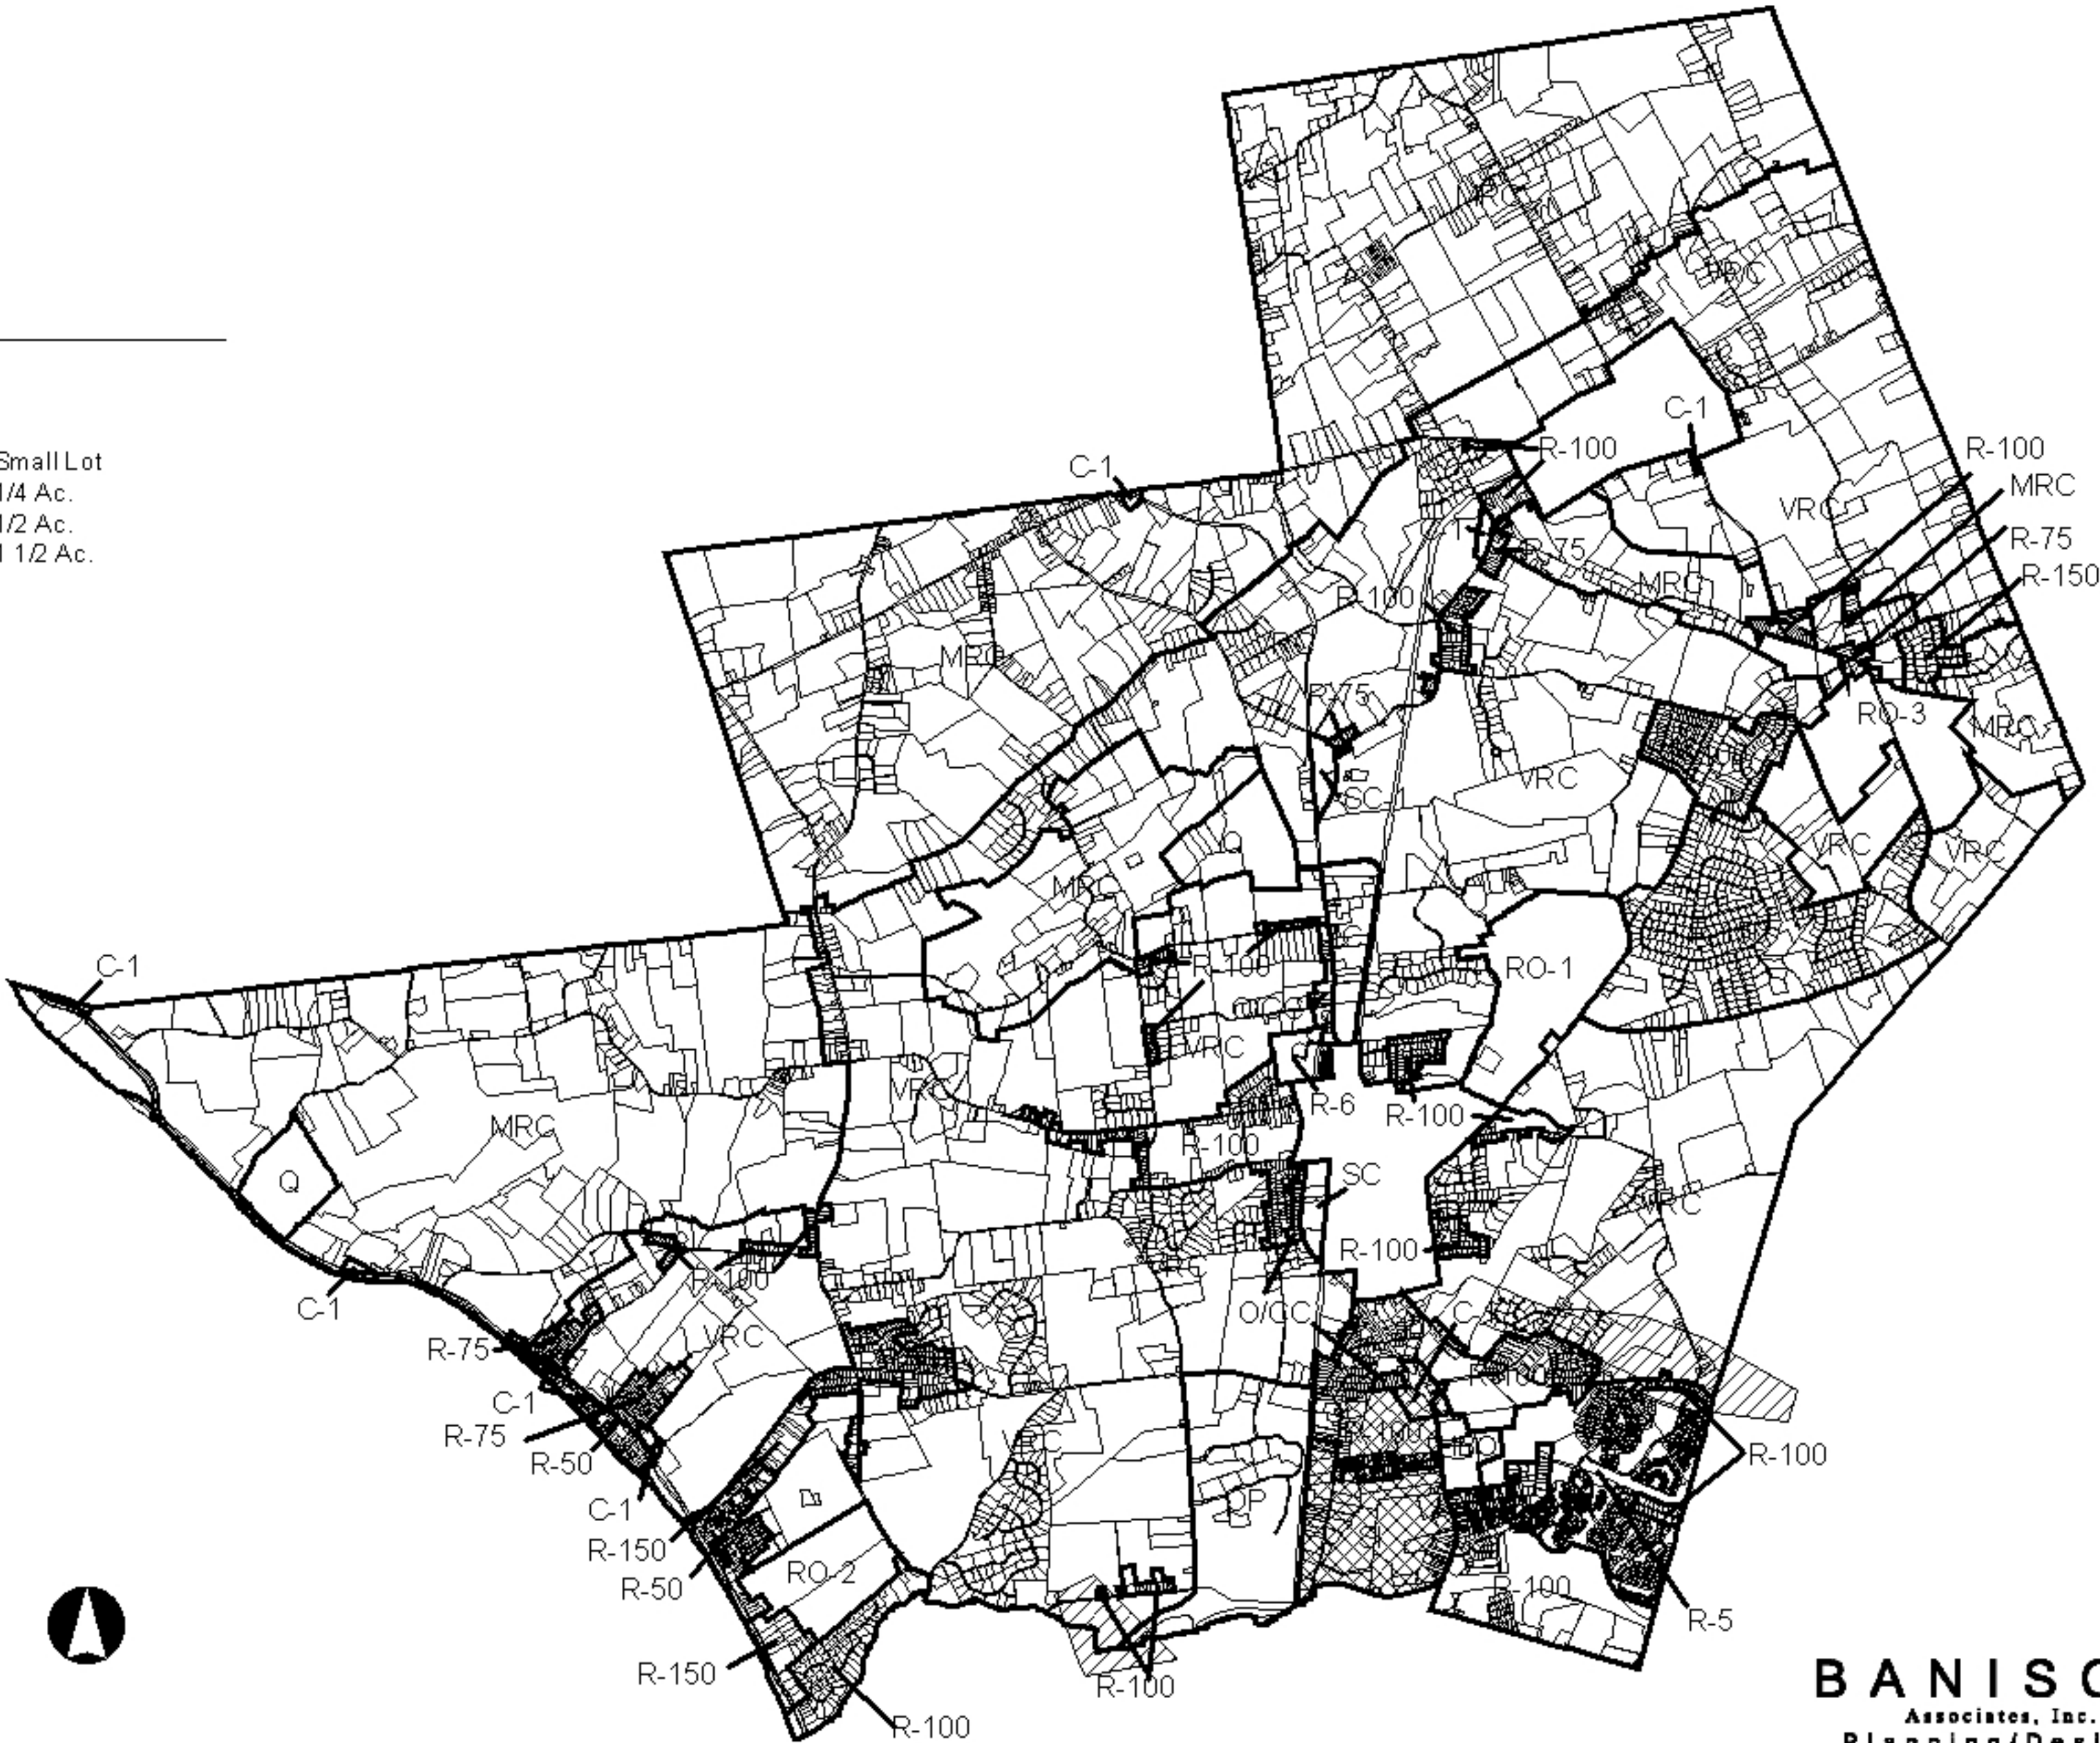 Small Lot
1/4 Ac.
1/2 Ac.
1 1/2 Ac.
C-1
R-100
R-100
C-1
MRC
VRC
R-75
R-75
R-150
MRC
R-100
MRC
RO-3
MRC
VRC
SC
VRC
VRC
MRC
C-1
R-100
RO-1
VRC
VRC
R-6
R-100
MRC
R-100
SC
Q
VRC
R-100
R-100
C-1
O/CC
C
VRC
R-75
C-1
R-75
R-50
VRC
R-100
C-1
OP
R-150
R-50
RO-2
R-100
R-5
R-150
R-100
R-100
BANISC
Associates, Inc.